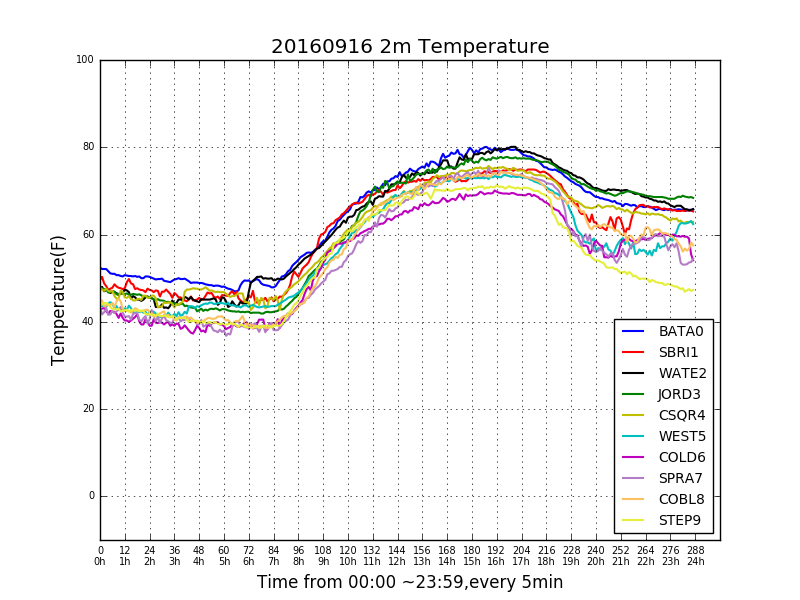 20160916 2m Temperature
100
80
60
40
20
0
Temperature(F)
BATA0
SBRI1
WATE2
JORD3
CSQR4
WEST5
COLD6
SPRA7
COBL8
STEP9
0 12 24 36 48 60 72 84 96 108 120 132 144 156 168 180 192 204 216 228 240 252 264 276 288
0h 1h 2h 3h 4h 5h 6h 7h 8h 9h 10h 11h 12h 13h 14h 15h 16h 17h 18h 19h 20h 21h 22h 23h 24h
Time from 00:00 ~23:59,every 5min